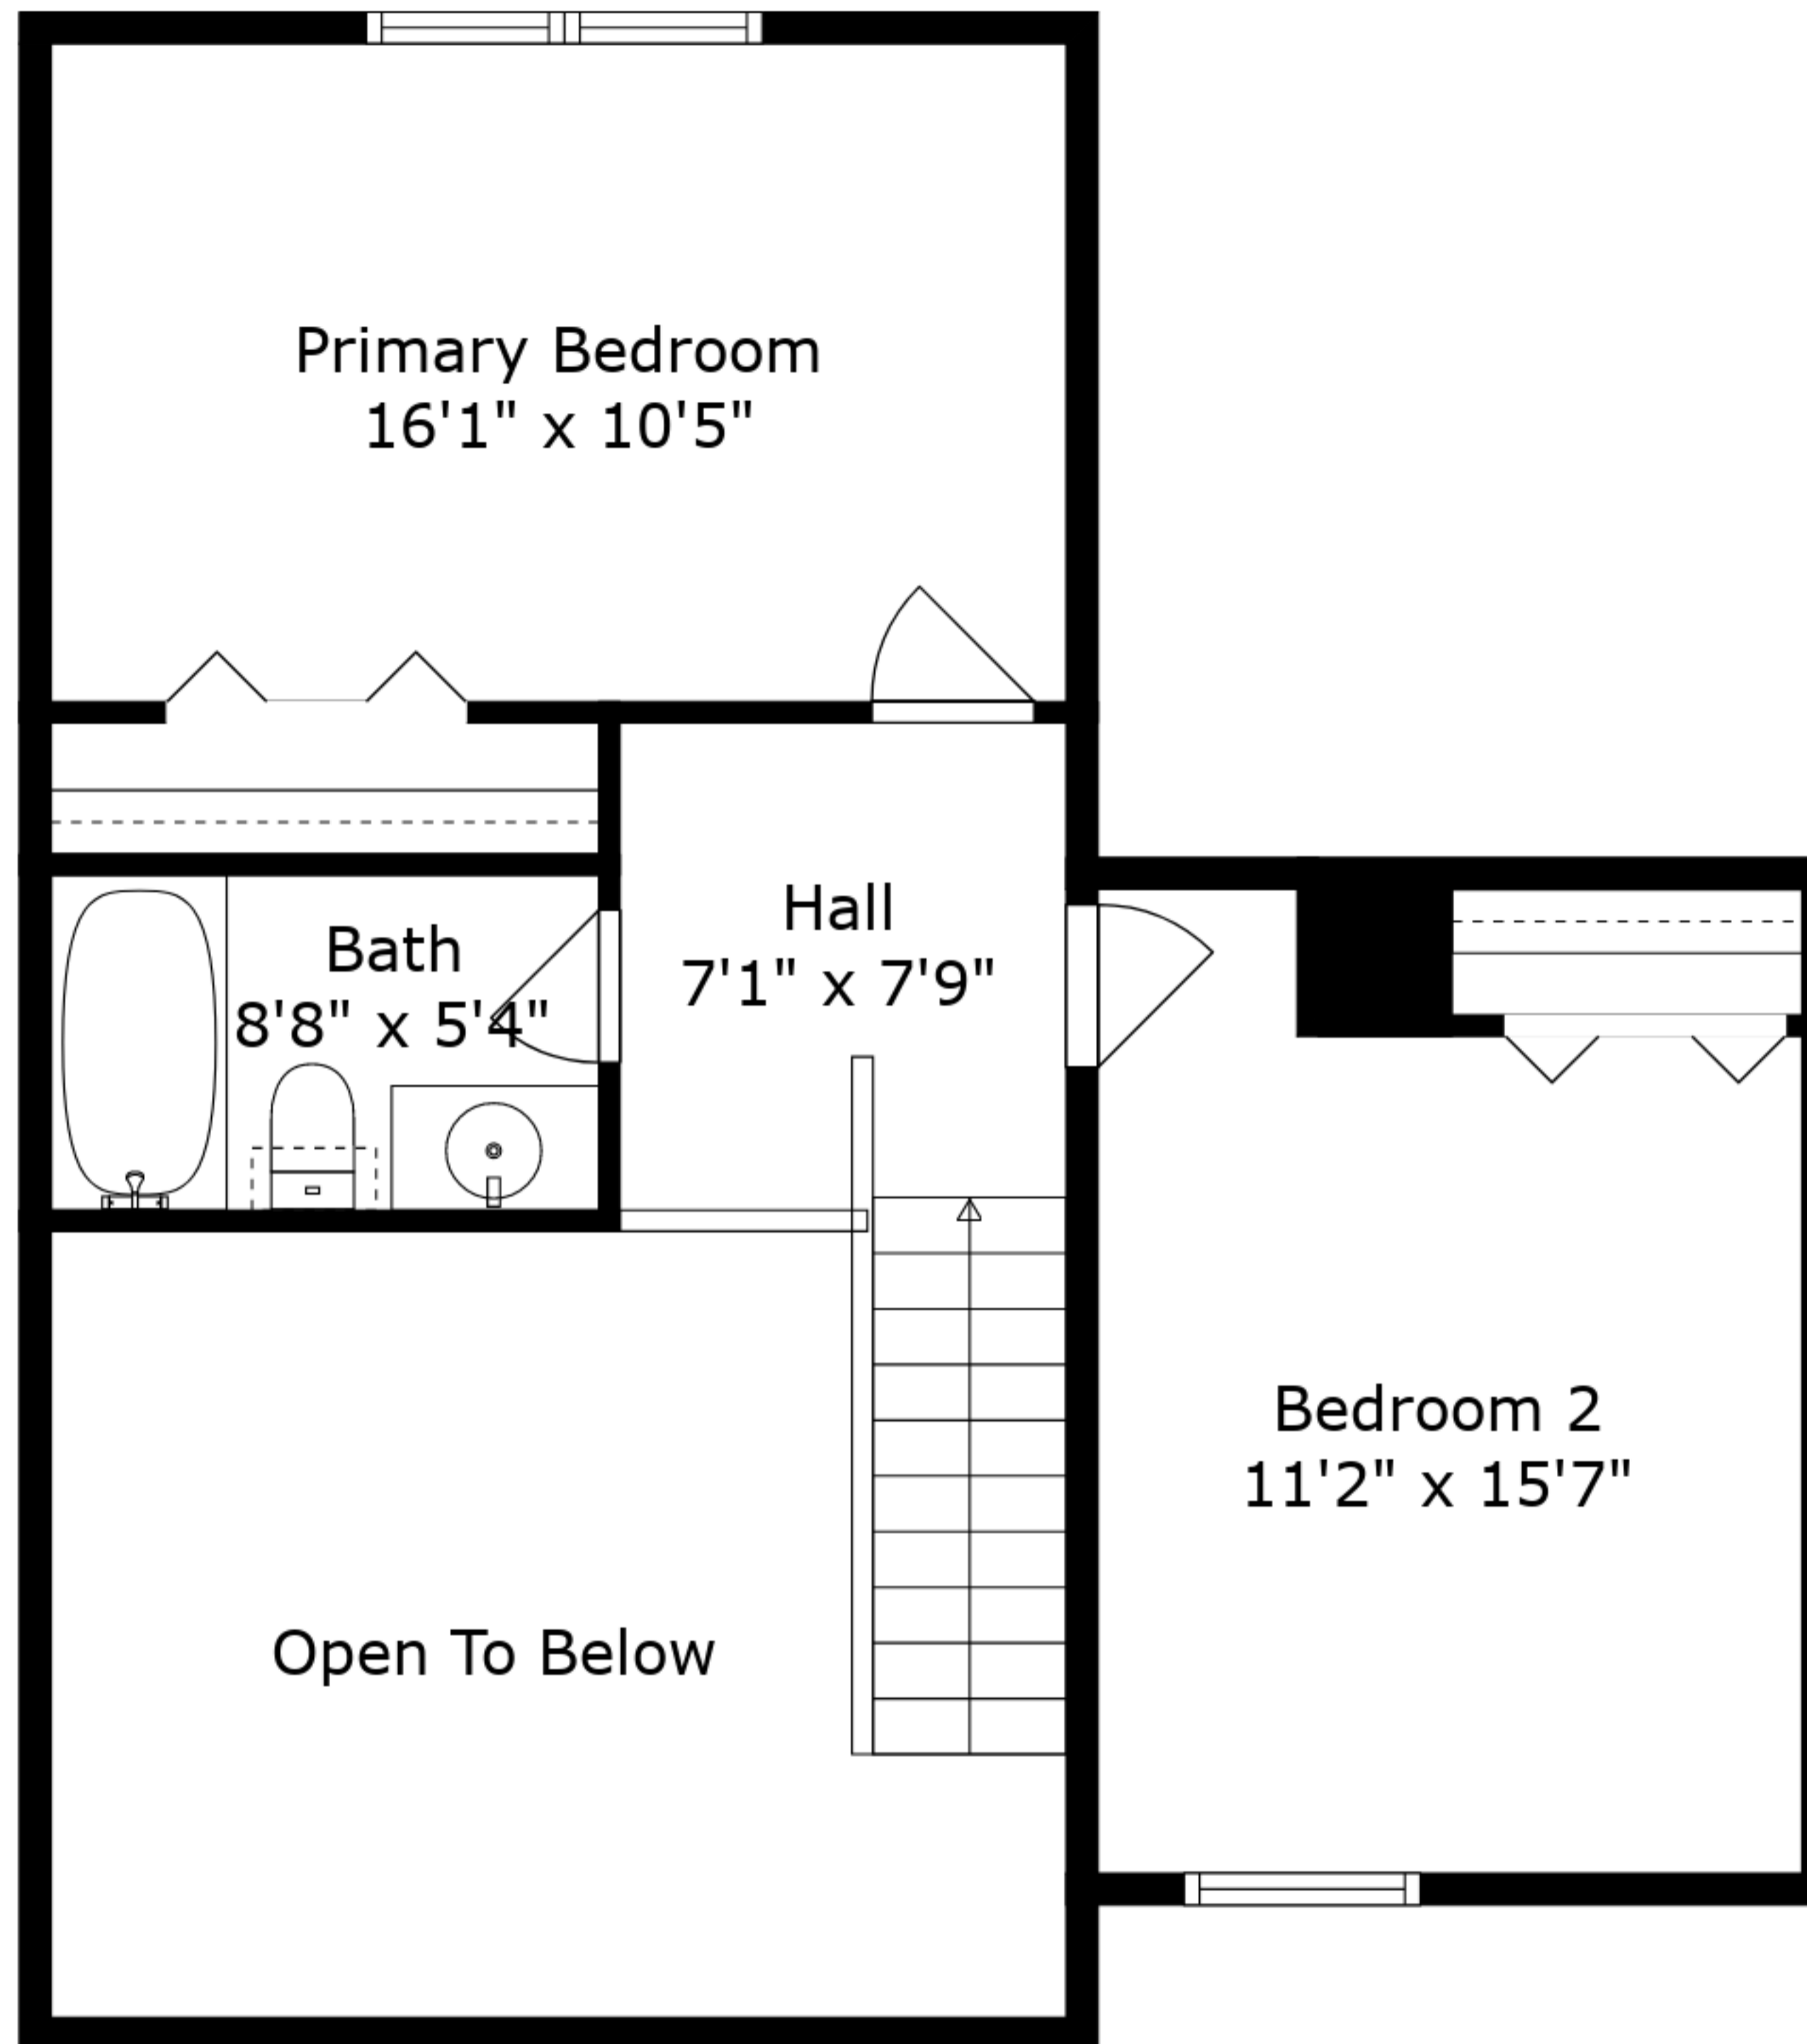 Primary Bedroom
16'1" x 10'5"
Hall
7'1" x 7'9"
Bath
8'8" x 5'4"
Bedroom 2
11'2" x 15'7"
Open To Below